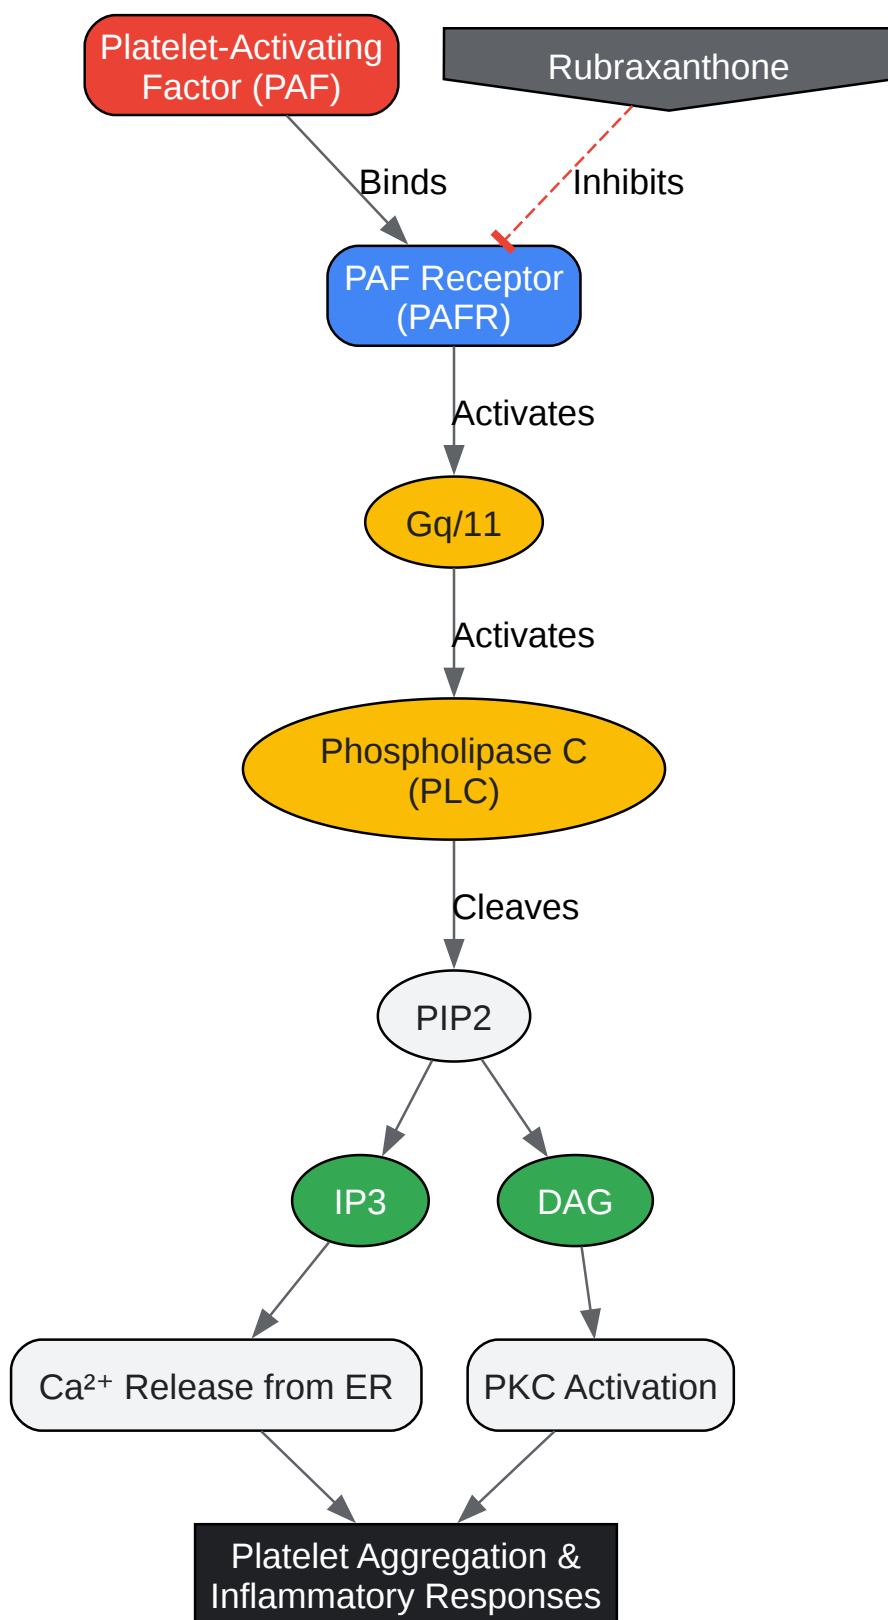 Platelet-Activating
Factor (PAF)
Rubraxanthone
Binds
Inhibits
PAF Receptor
(PAFR)
Activates
Gq/11
Activates
Phospholipase C
(PLC)
Cleaves
PIP2
IP3
DAG
Ca²⁺ Release from ER
PKC Activation
Platelet Aggregation &
Inflammatory Responses